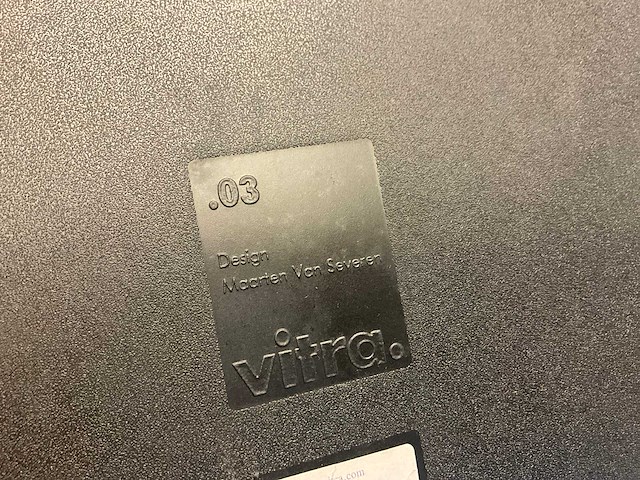 .03
Design
Maarten Van Severen
vitra.